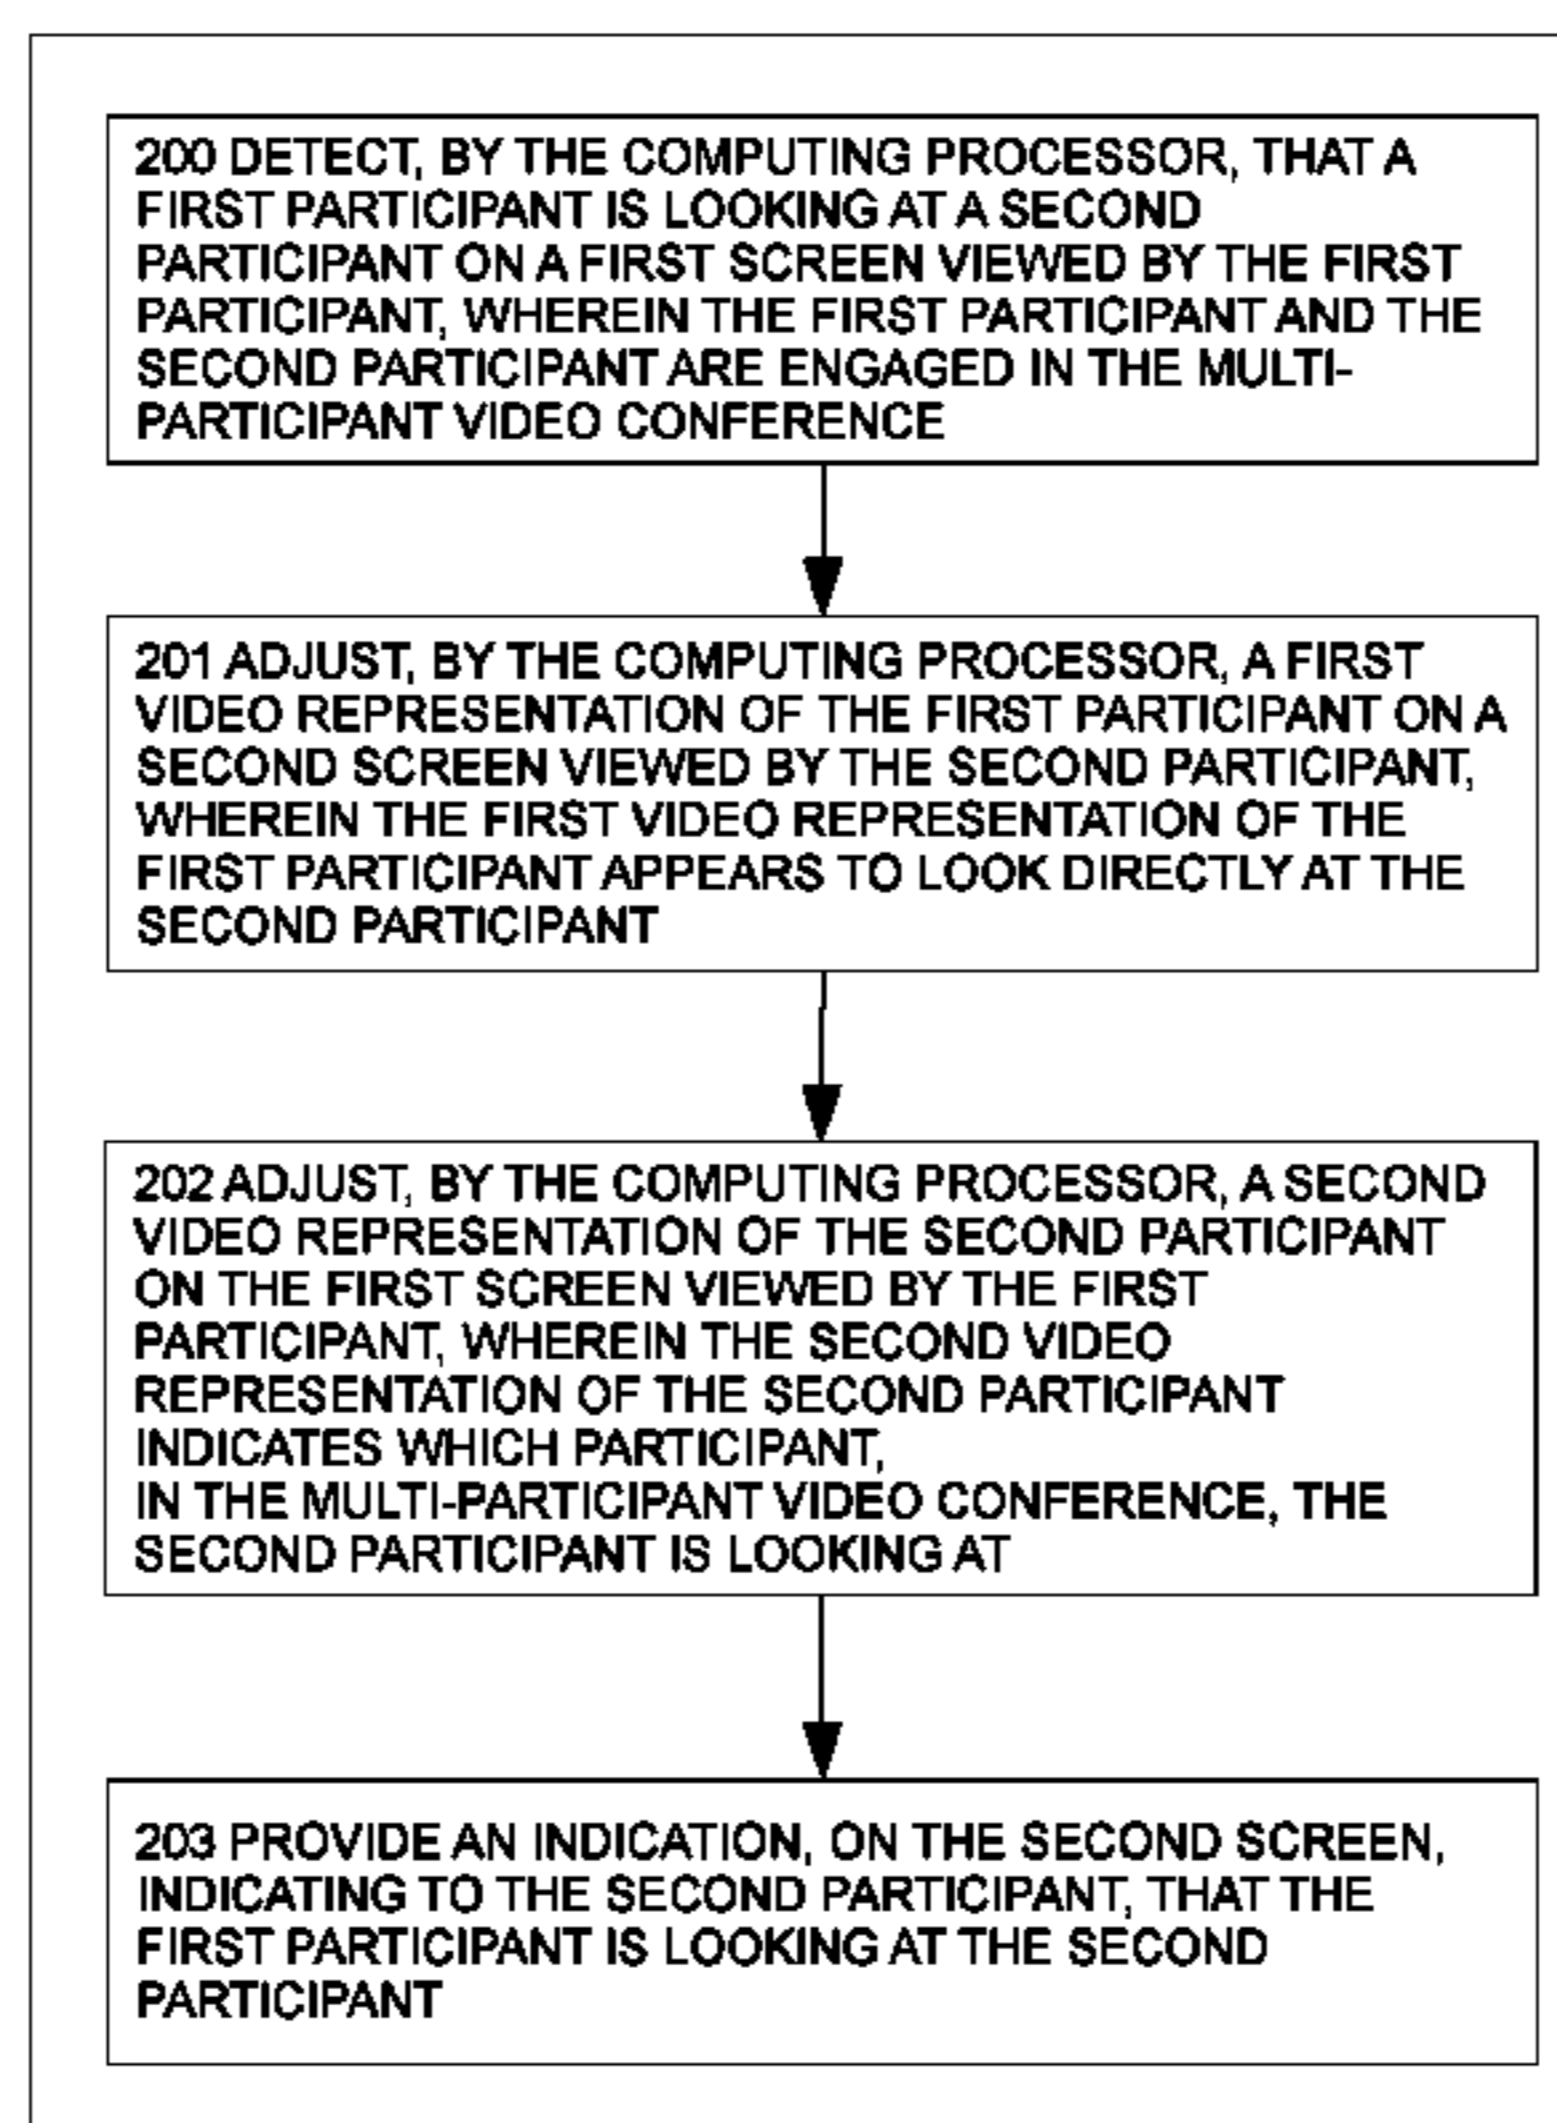 200 DETECT, BY THE COMPUTING PROCESSOR, THAT A
FIRST PARTICIPANT IS LOOKING AT A SECOND
PARTICIPANT ON A FIRST SCREEN VIEWED BY THE FIRST
PARTICIPANT, WHEREIN THE FIRST PARTICIPANT AND THE
SECOND PARTICIPANT ARE ENGAGED IN THE MULTI-
PARTICIPANT VIDEO CONFERENCE
201 ADJUST, BY THE COMPUTING PROCESSOR, A FIRST
VIDEO REPRESENTATION OF THE FIRST PARTICIPANT ON A
SECOND SCREEN VIEWED BY THE SECOND PARTICIPANT,
WHEREIN THE FIRST VIDEO REPRESENTATION OF THE
FIRST PARTICIPANT APPEARS TO LOOK DIRECTLY AT THE
SECOND PARTICIPANT
202 ADJUST, BY THE COMPUTING PROCESSOR, A SECOND
VIDEO REPRESENTATION OF THE SECOND PARTICIPANT
ON THE FIRST SCREEN VIEWED BY THE FIRST
PARTICIPANT, WHEREIN THE SECOND VIDEO
REPRESENTATION OF THE SECOND PARTICIPANT
INDICATES WHICH PARTICIPANT,
IN THE MULTI-PARTICIPANT VIDEO CONFERENCE, THE
SECOND PARTICIPANT IS LOOKING AT
203 PROVIDE AN INDICATION, ON THE SECOND SCREEN,
INDICATING TO THE SECOND PARTICIPANT, THAT THE
FIRST PARTICIPANT IS LOOKING AT THE SECOND
PARTICIPANT